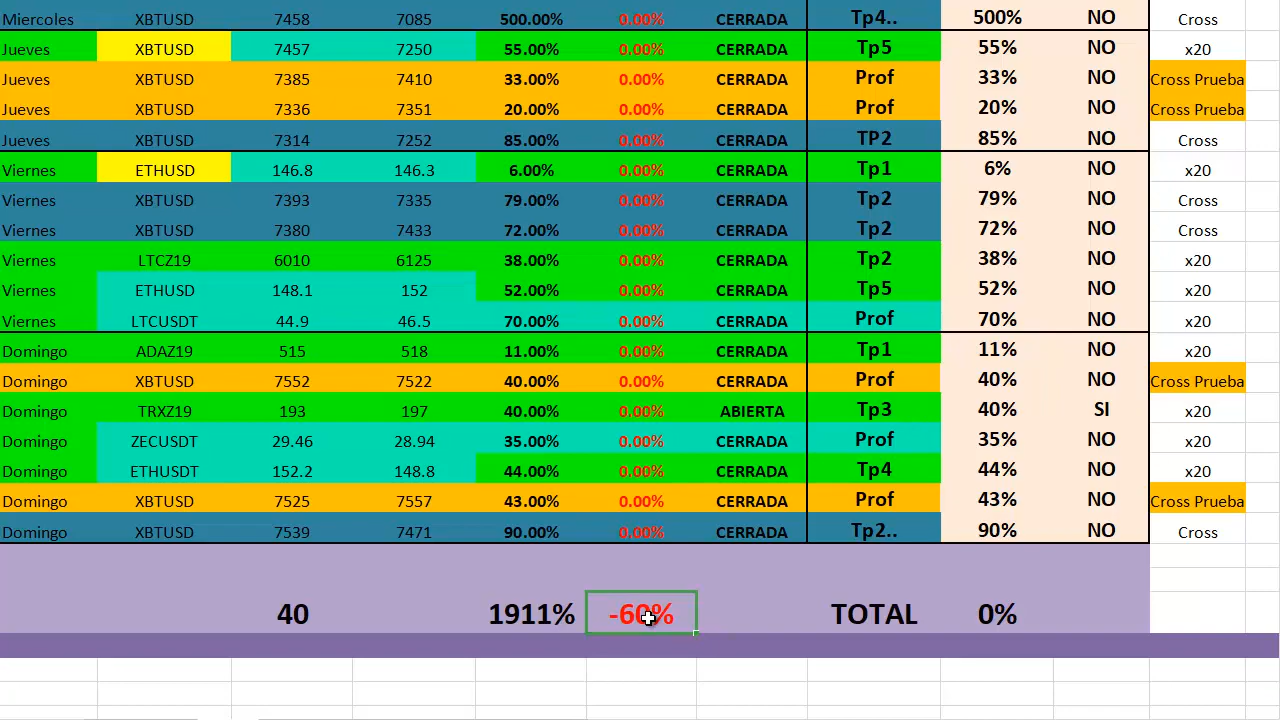 Miercoles XBTUSD 7458 7085 500.00% 0.00% CERRADA Tp4.. 500% NO Cross
Jueves XBTUSD 7457 7250 55.00% 0.00% CERRADA Tp5 55% NO x20
Jueves XBTUSD 7385 7410 33.00% 0.00% CERRADA Prof 33% NO Cross Prueba
Jueves XBTUSD 7336 7351 20.00% 0.00% CERRADA Prof 20% NO Cross Prueba
Jueves XBTUSD 7314 7252 85.00% 0.00% CERRADA TP2 85% NO Cross
Viernes ETHUSD 146.8 146.3 6.00% 0.00% CERRADA Tp1 6% NO x20
Viernes XBTUSD 7393 7335 79.00% 0.00% CERRADA Tp2 79% NO Cross
Viernes XBTUSD 7380 7433 72.00% 0.00% CERRADA Tp2 72% NO Cross
Viernes LTCZ19 6010 6125 38.00% 0.00% CERRADA Tp2 38% NO x20
Viernes ETHUSD 148.1 152 52.00% 0.00% CERRADA Tp5 52% NO x20
Viernes LTCUSDT 44.9 46.5 70.00% 0.00% CERRADA Prof 70% NO x20
Domingo ADAZ19 515 518 11.00% 0.00% CERRADA Tp1 11% NO x20
Domingo XBTUSD 7552 7522 40.00% 0.00% CERRADA Prof 40% NO Cross Prueba
Domingo TRXZ19 193 197 40.00% 0.00% ABIERTA Tp3 40% SI x20
Domingo ZECUSDT 29.46 28.94 35.00% 0.00% CERRADA Prof 35% NO x20
Domingo ETHUSDT 152.2 148.8 44.00% 0.00% CERRADA Tp4 44% NO x20
Domingo XBTUSD 7525 7557 43.00% 0.00% CERRADA Prof 43% NO Cross Prueba
Domingo XBTUSD 7539 7471 90.00% 0.00% CERRADA Tp2.. 90% NO Cross
40 1911% -60% TOTAL 0%